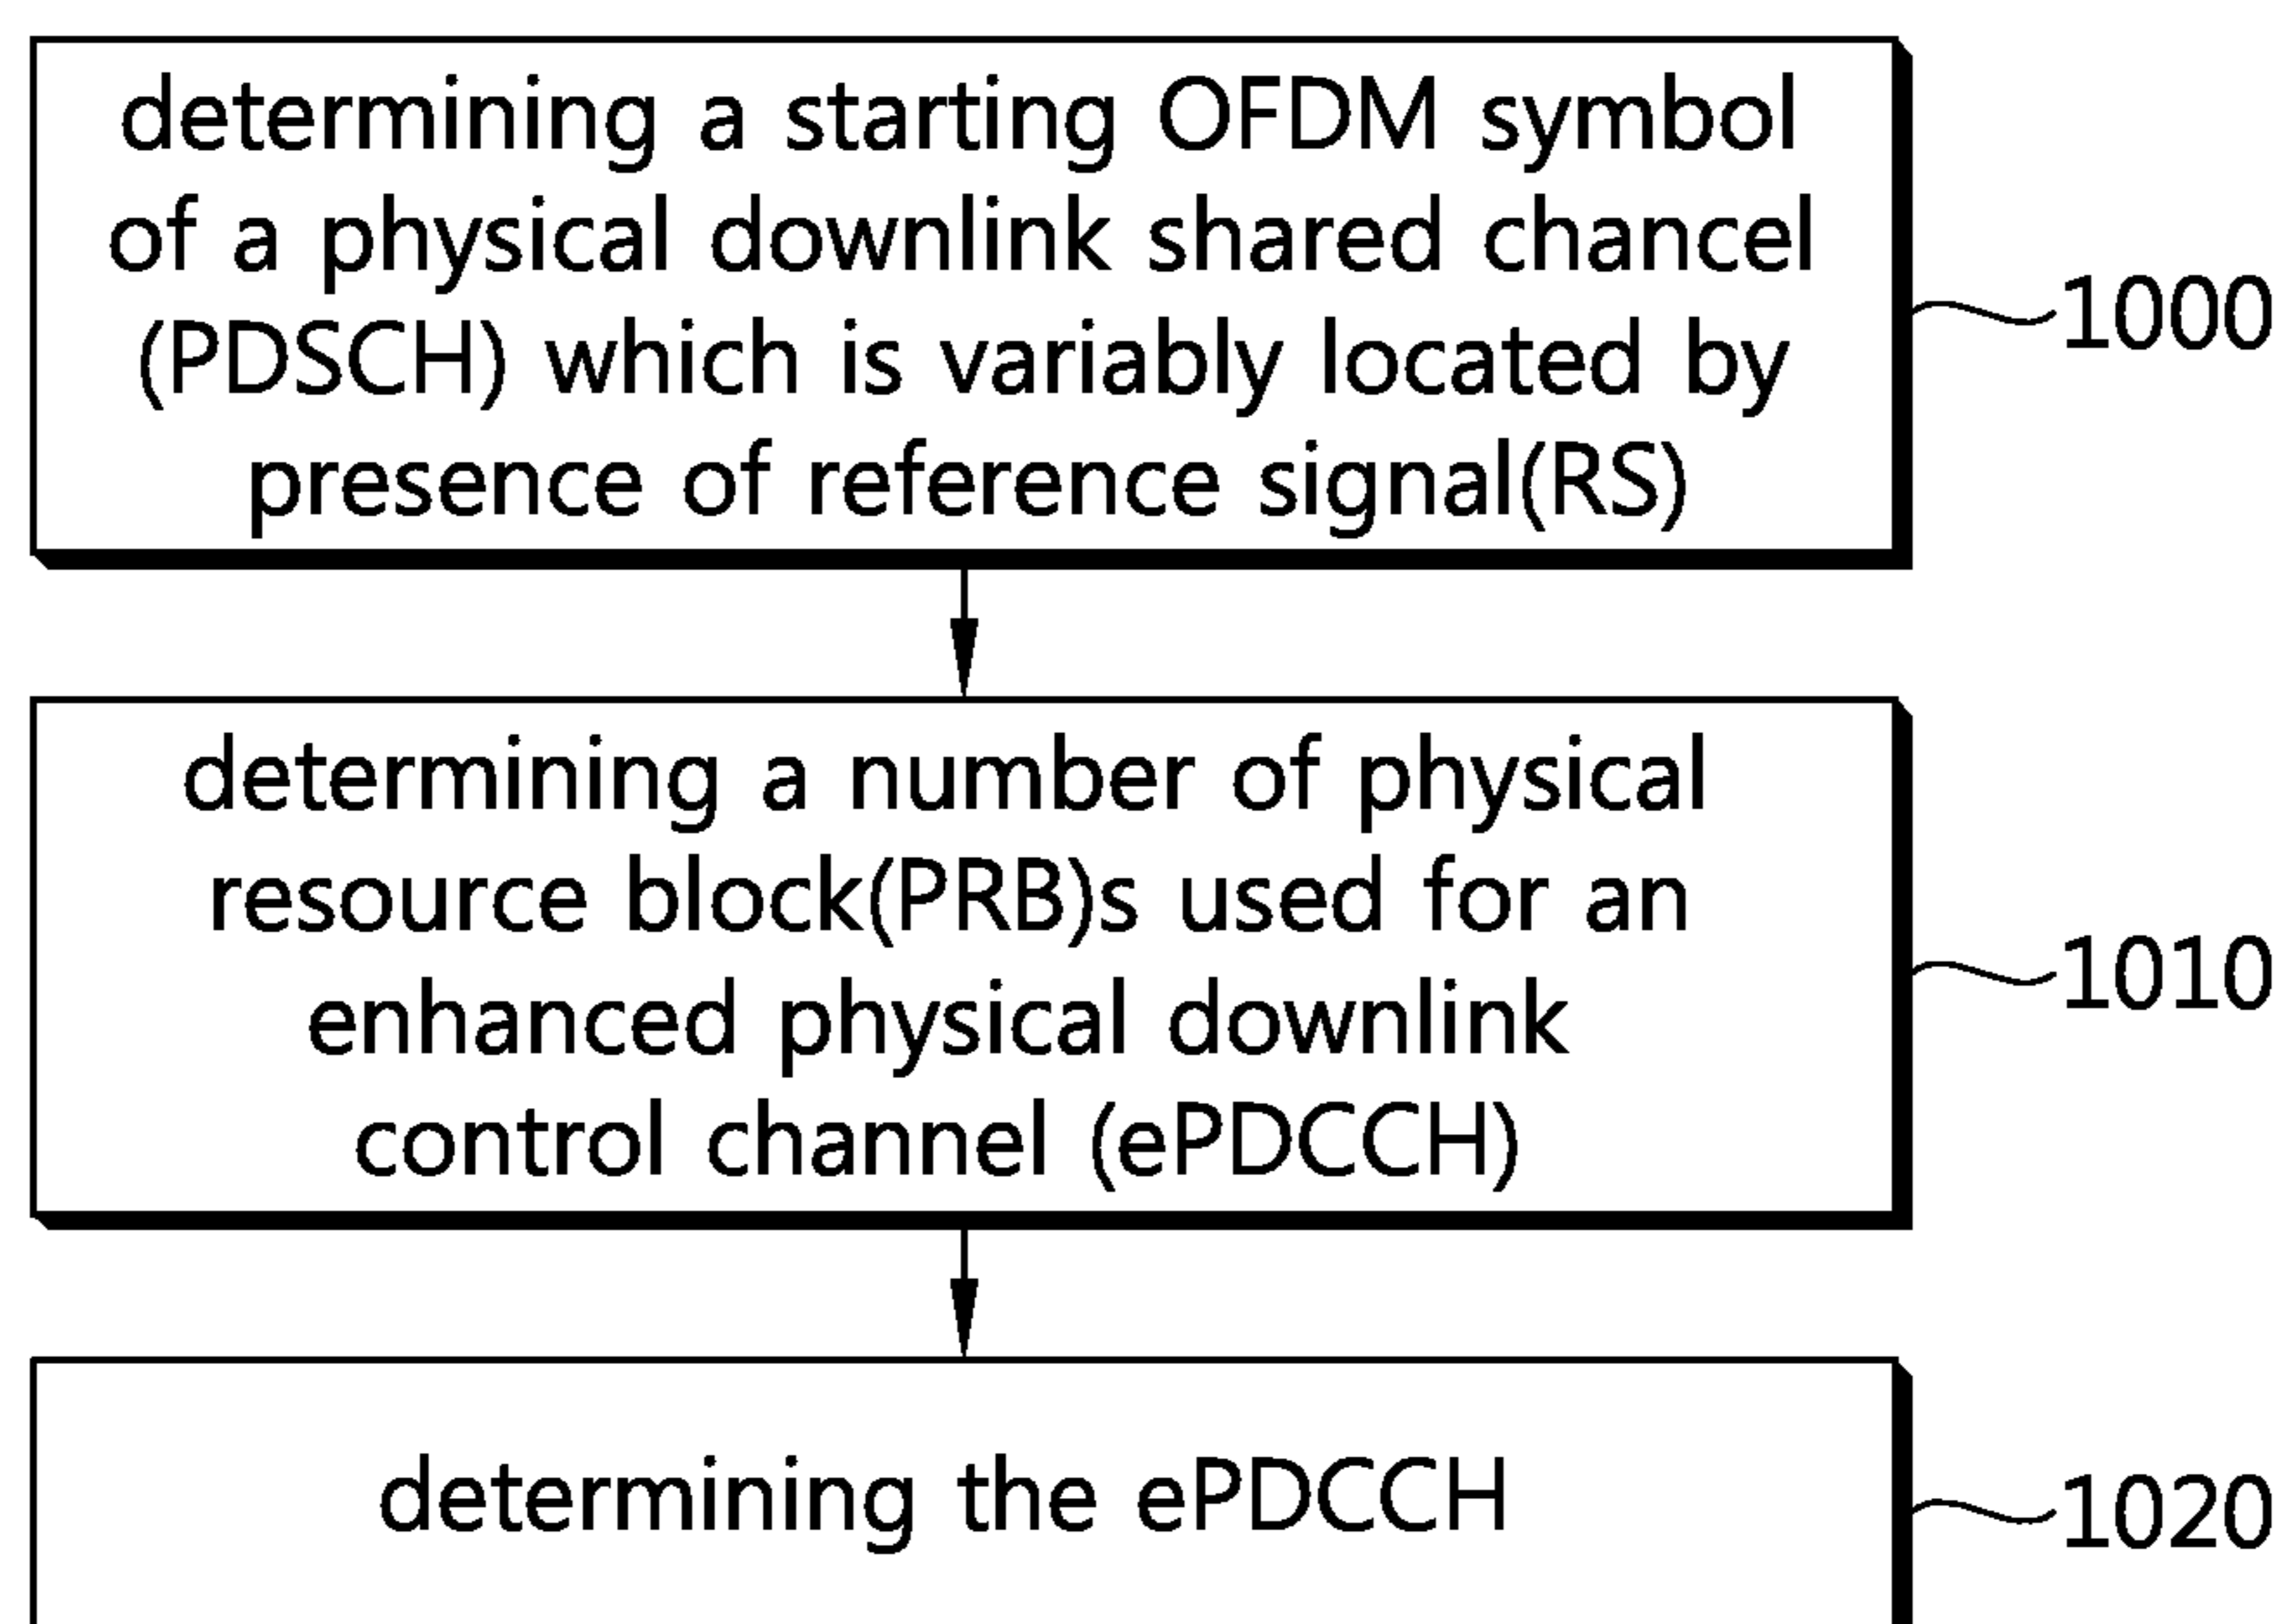 determining a starting OFDM symbol
of a physical downlink shared chancel
(PDSCH) which is variably located by
presence of reference signal(RS)
1000
determining a number of physical
resource block(PRB)s used for an
enhanced physical downlink
control channel (ePDCCH)
1010
determining the ePDCCH
1020